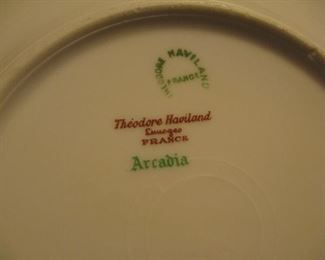 THEODORE HAVILAND
FRANCE
Théodore Haviland
Limoges
FRANCE
Arcadia